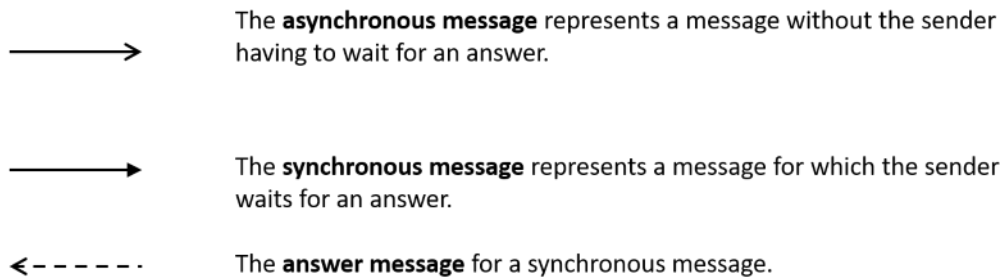 The asynchronous message represents a message without the sender
having to wait for an answer.
The synchronous message represents a message for which the sender
waits for an answer.
The answer message for a synchronous message.